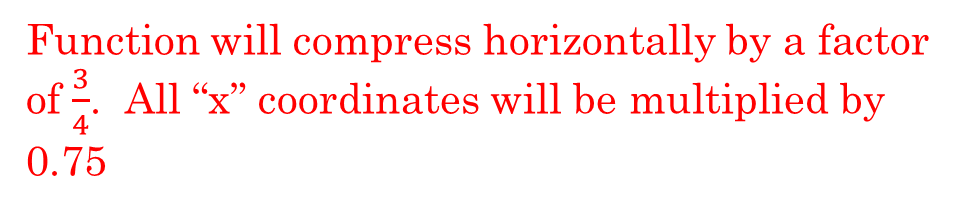 Function will compress horizontally by a factor
of 3/4. All “x” coordinates will be multiplied by
0.75